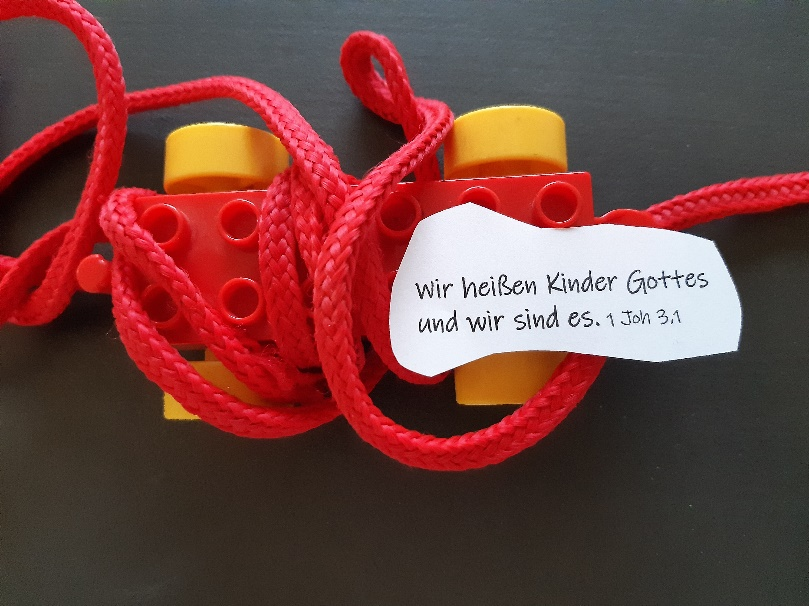 wir heißen Kinder Gottes
und wir sind es. 1 Joh 3,1